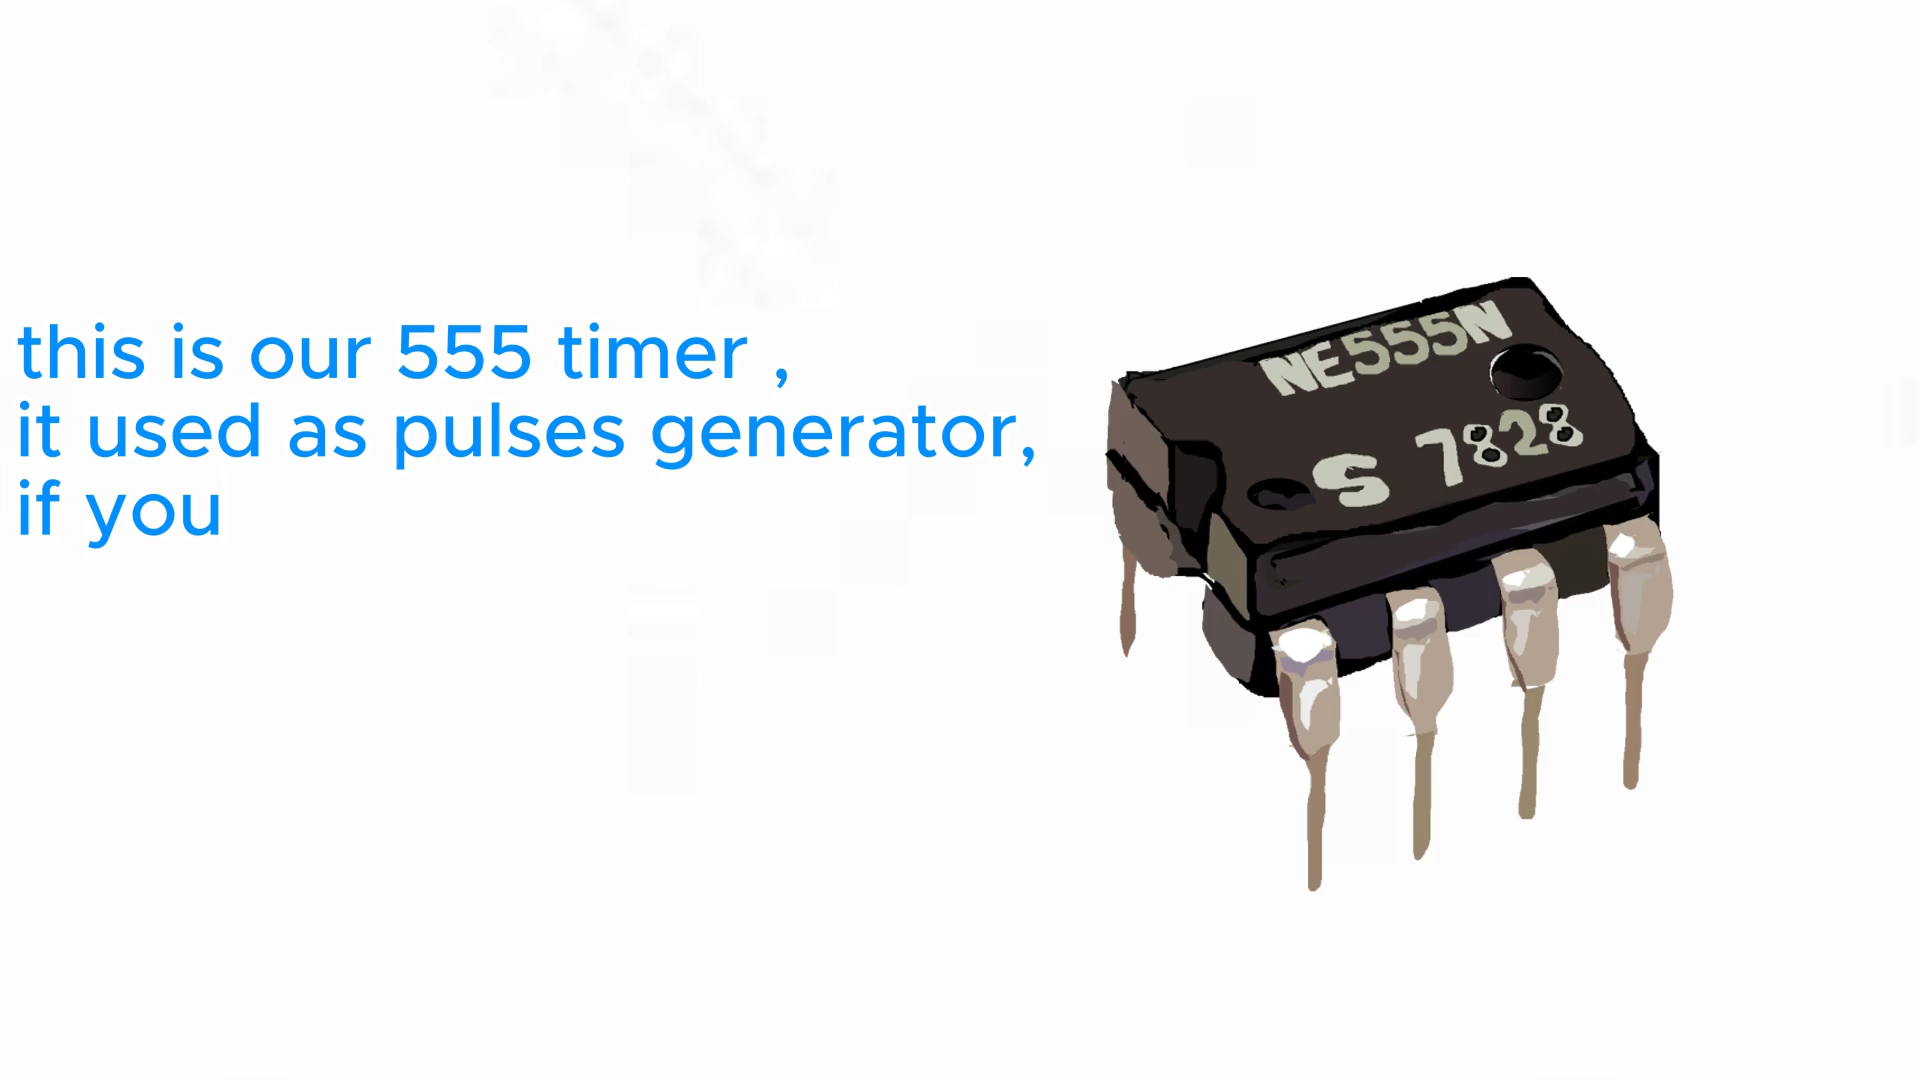 this is our 555 timer ,
it used as pulses generator,
if you
NE555N
S 7828